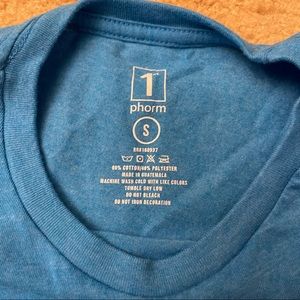 1
phorm
S
60% COTTON/40% POLYESTER
MADE IN GUATEMALA
MACHINE WASH COLD WITH LIKE COLORS
TUMBLE DRY LOW
DO NOT BLEACH
DO NOT IRON DECORATION